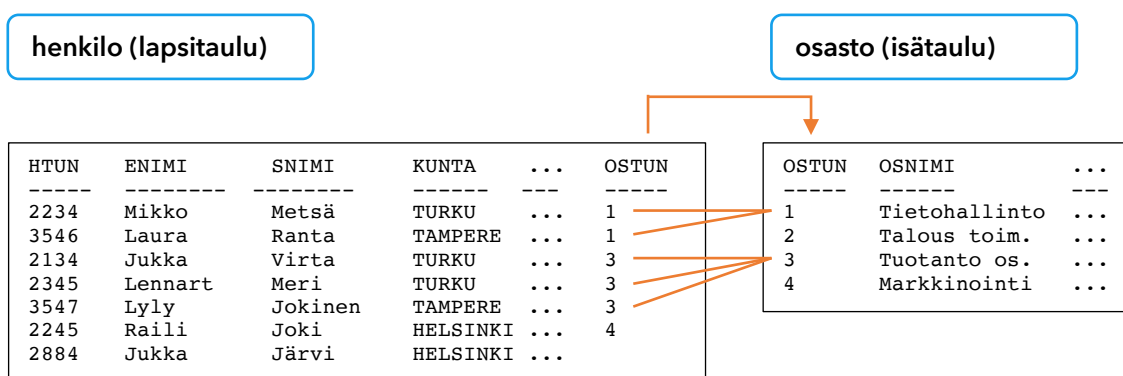 henkilo (lapsitaulu)
osasto (isätaulu)
HTUN ENIMI SNIMI KUNTA ... OSTUN
----- -------- -------- ------ --- -----
2234 Mikko Metsä TURKU ... 1
3546 Laura Ranta TAMPERE ... 1
2134 Jukka Virta TURKU ... 3
2345 Lennart Meri TURKU ... 3
3547 Lyly Jokinen TAMPERE ... 3
2245 Raili Joki HELSINKI ... 4
2884 Jukka Järvi HELSINKI ...
OSTUN OSNIMI ...
----- ------ ---
1 Tietohallinto ...
2 Talous toim. ...
3 Tuotanto os. ...
4 Markkinointi ...